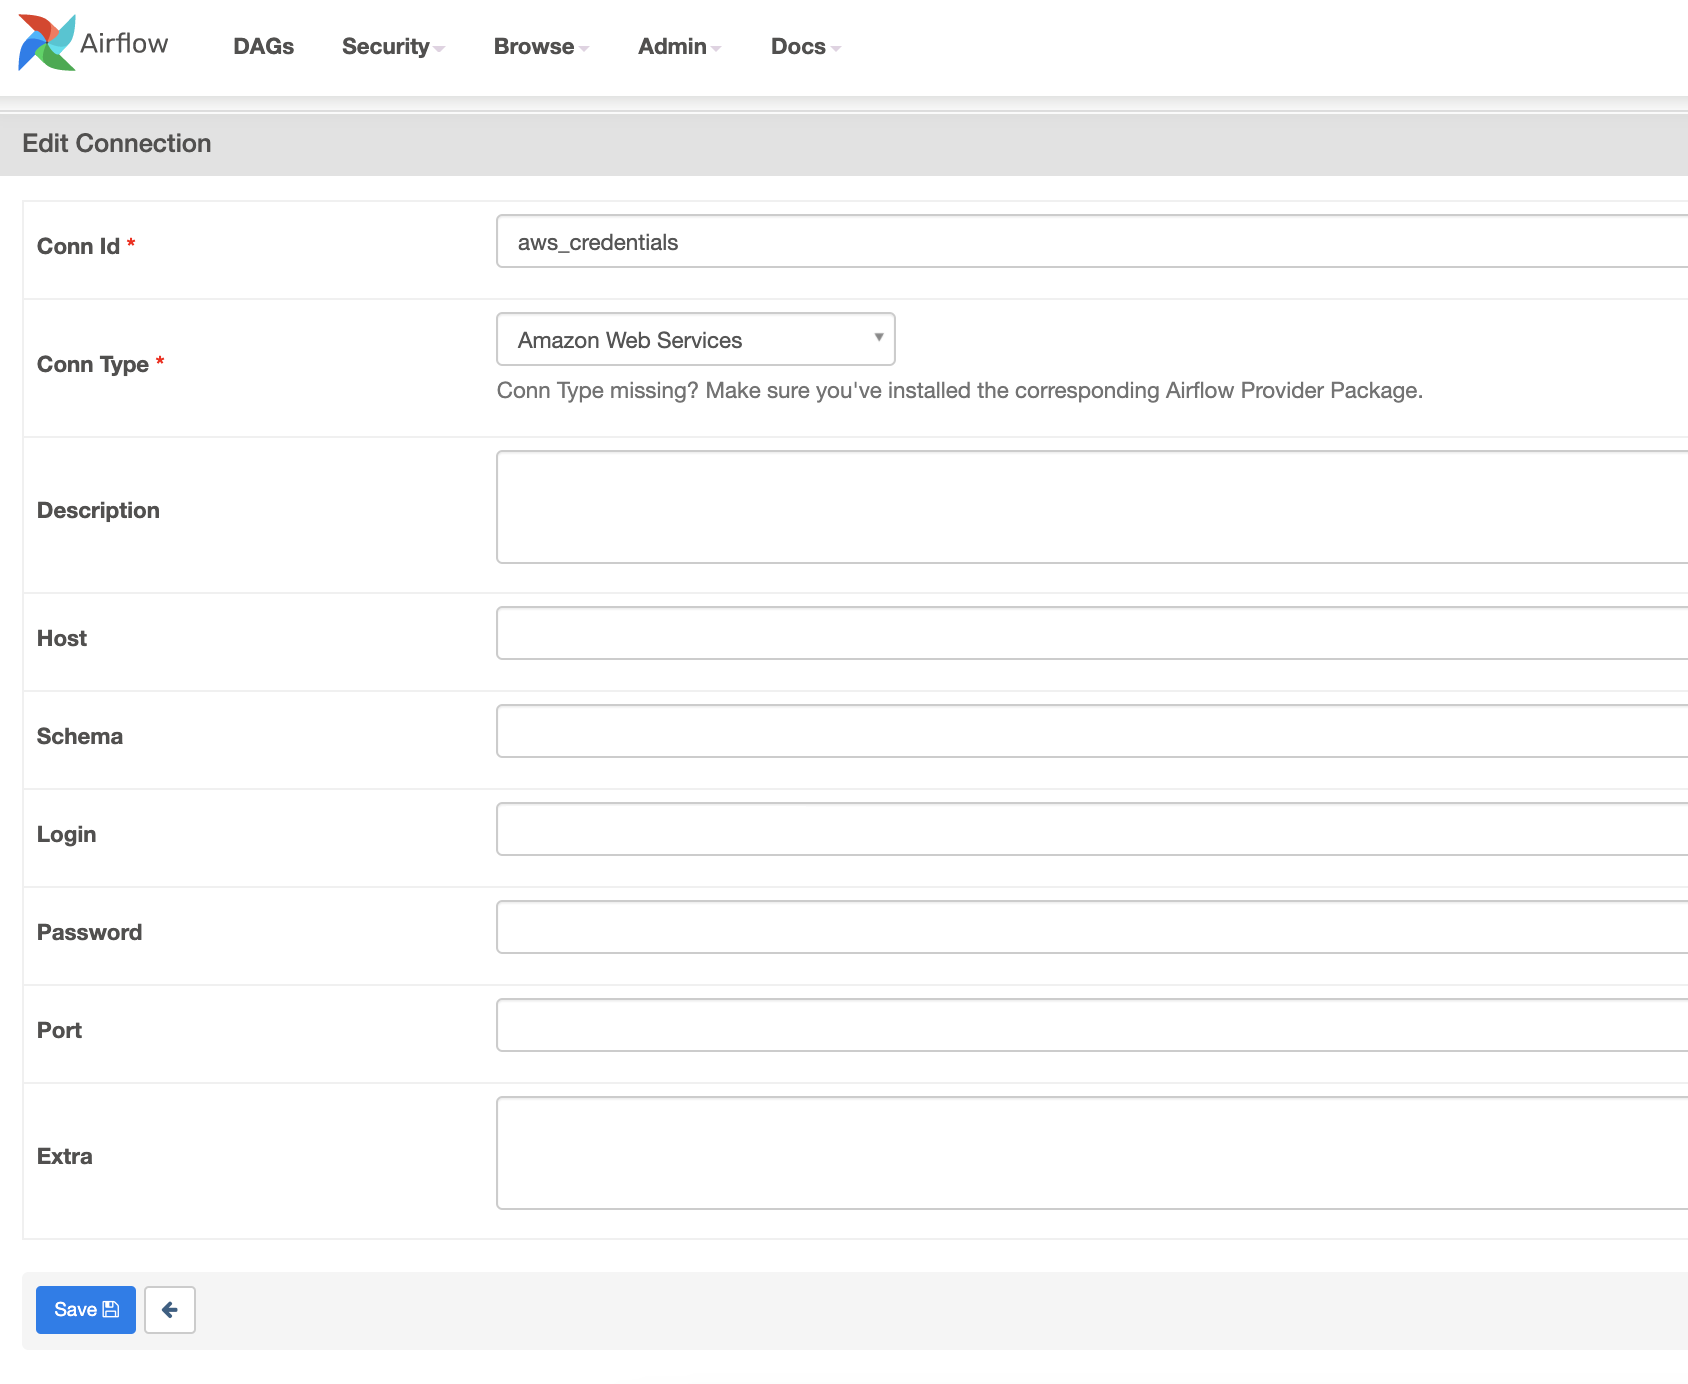 Airflow DAGs Security Browse Admin Docs
Edit Connection
Conn Id * aws_credentials
Conn Type * Amazon Web Services
Conn Type missing? Make sure you've installed the corresponding Airflow Provider Package.
Description
Host
Schema
Login
Password
Port
Extra
Save